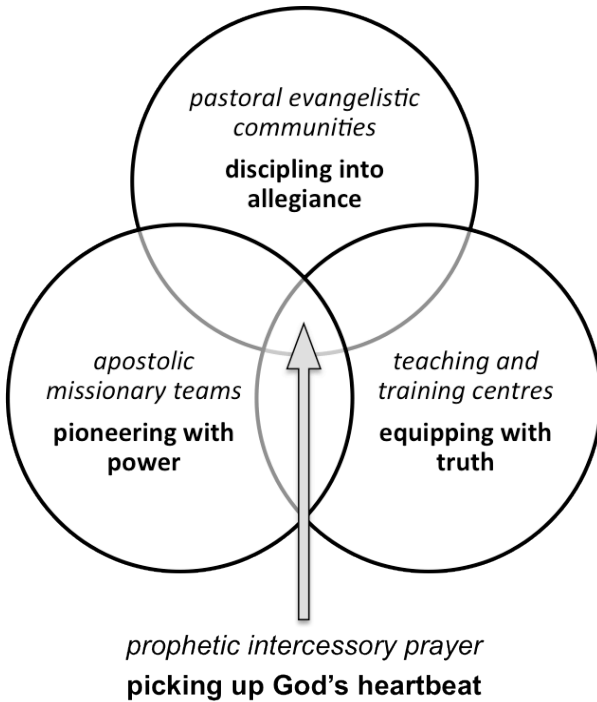 pastoral evangelistic
communities
discipling into
allegiance
apostolic
missionary teams
pioneering with
power
teaching and
training centres
equipping with
truth
prophetic intercessory prayer
picking up God’s heartbeat